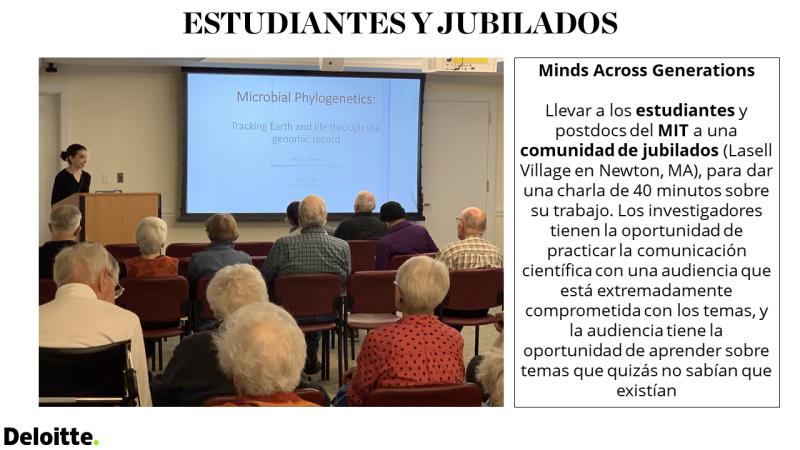 ESTUDIANTES Y JUBILADOS
Microbial Phylogenetics:
Tracking Earth and life through the
genomic record
Minds Across Generations
Llevar a los estudiantes y
postdocs del MIT a una
comunidad de jubilados (Lasell
Village en Newton, MA), para dar
una charla de 40 minutos sobre
su trabajo. Los investigadores
tienen la oportunidad de
practicar la comunicación
científica con una audiencia que
está extremadamente
comprometida con los temas, y
la audiencia tiene la
oportunidad de aprender sobre
temas que quizás no sabían que
existían
Deloitte.